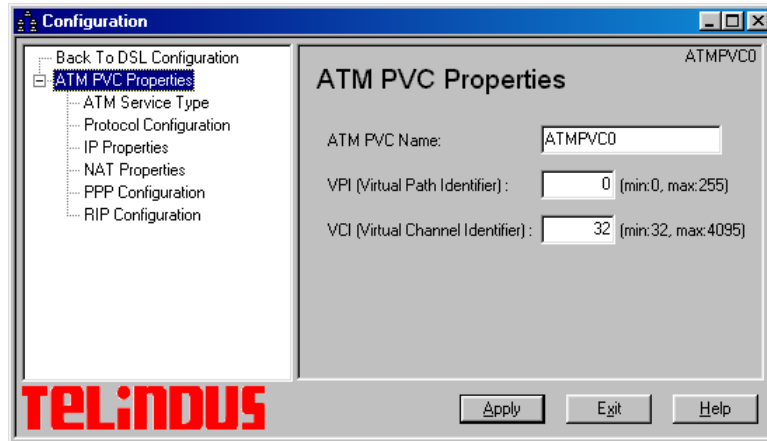 Configuration
Back To DSL Configuration
ATM PVC Properties
ATM Service Type
Protocol Configuration
IP Properties
NAT Properties
PPP Configuration
RIP Configuration
ATMPVC0
ATM PVC Properties
ATM PVC Name: ATMPVC0
VPI (Virtual Path Identifier) : 0 (min:0, max:255)
VCI (Virtual Channel Identifier) : 32 (min:32, max:4095)
TELiNDUS
Apply Exit Help